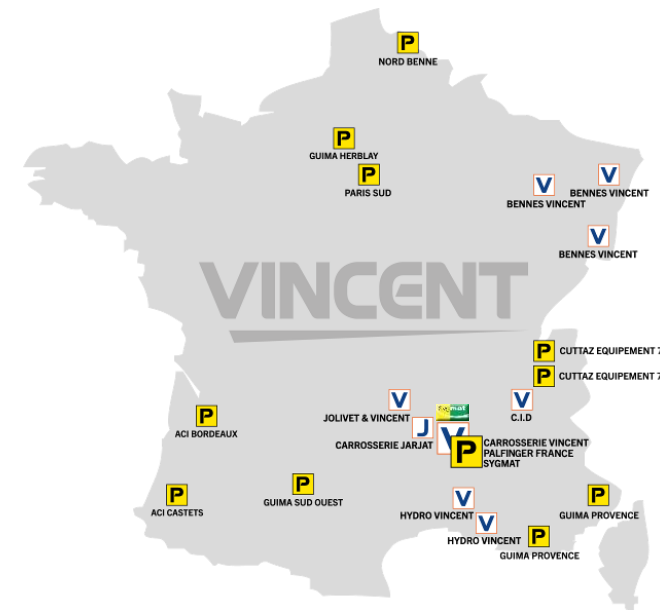 P
NORD BENNE
P
GUIMA HERBLAY
P
PARIS SUD
V
BENNES VINCENT
V
BENNES VINCENT
V
BENNES VINCENT
VINCENT
P
CUTTAZ EQUIPEMENT 7
P
CUTTAZ EQUIPEMENT 7
V
JOLIVET & VINCENT
V
C.I.D
P
ACI BORDEAUX
J
CARROSSERIE JARJAT
V
P
CARROSSERIE VINCENT
PALFINGER FRANCE
SYGMAT
P
GUIMA SUD OUEST
P
ACI CASTETS
V
HYDRO VINCENT
V
HYDRO VINCENT
P
GUIMA PROVENCE
P
GUIMA PROVENCE